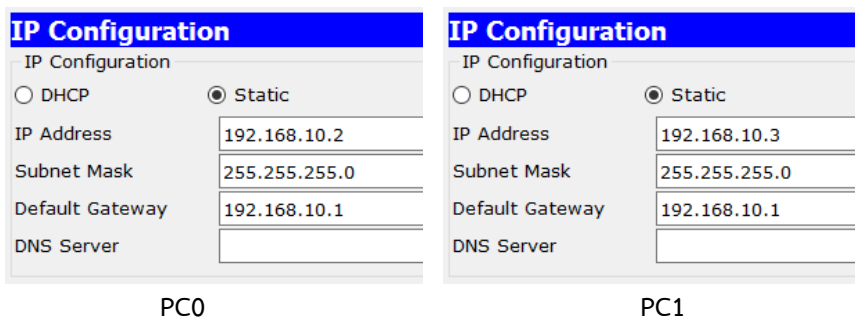 IP Configuration
IP Configuration
DHCP Static
IP Address 192.168.10.2
Subnet Mask 255.255.255.0
Default Gateway 192.168.10.1
DNS Server
PC0
IP Configuration
IP Configuration
DHCP Static
IP Address 192.168.10.3
Subnet Mask 255.255.255.0
Default Gateway 192.168.10.1
DNS Server
PC1